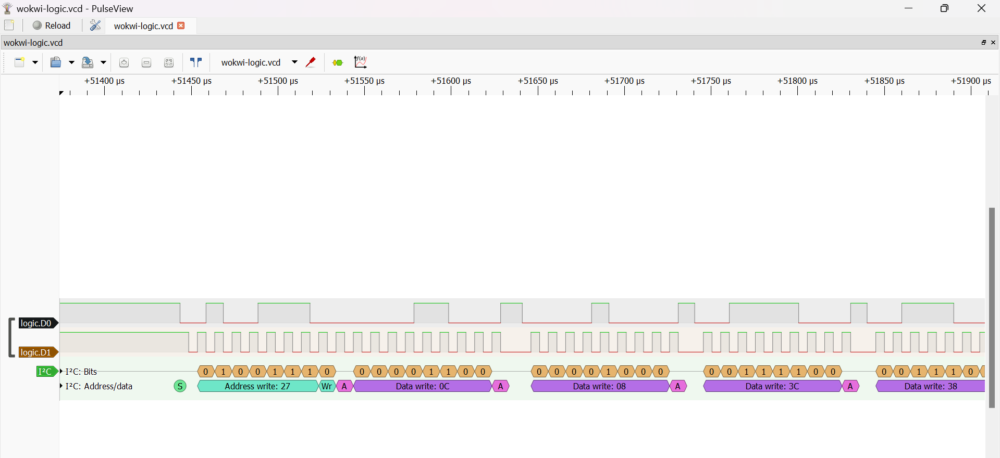 wokwi-logic.vcd - PulseView
Reload
wokwi-logic.vcd
wokwi-logic.vcd
wokwi-logic.vcd
f(x)
+51400 µs +51450 µs +51500 µs +51550 µs +51600 µs +51650 µs +51700 µs +51750 µs +51800 µs +51850 µs +51900 µs
logic.D0
logic.D1
I²C I²C: Bits 0 1 0 0 1 1 1 0 0 0 0 0 1 1 0 0 0 0 0 0 1 0 0 0 0 0 1 1 1 1 0 0 0 0 1 1 1 0
I²C: Address/data S Address write: 27 Wr A Data write: 0C A Data write: 08 A Data write: 3C A Data write: 38